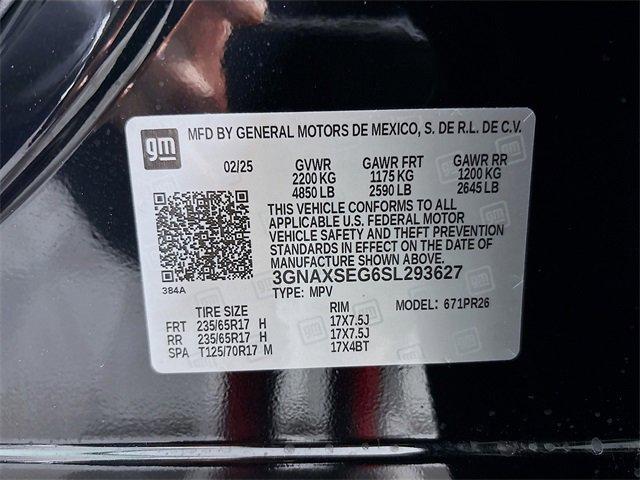 gm MFD BY GENERAL MOTORS DE MEXICO, S. DE R.L. DE C.V.
02/25 GVWR GAWR FRT GAWR RR
2200 KG 1175 KG 1200 KG
4850 LB 2590 LB 2645 LB
THIS VEHICLE CONFORMS TO ALL
APPLICABLE U.S. FEDERAL MOTOR
VEHICLE SAFETY AND THEFT PREVENTION
STANDARDS IN EFFECT ON THE DATE OF
MANUFACTURE SHOWN ABOVE.
3GNAXSEG6SL293627
384A TYPE: MPV
TIRE SIZE RIM MODEL: 671PR26
FRT 235/65R17 H 17X7.5J
RR 235/65R17 H 17X7.5J
SPA T125/70R17 M 17X4BT